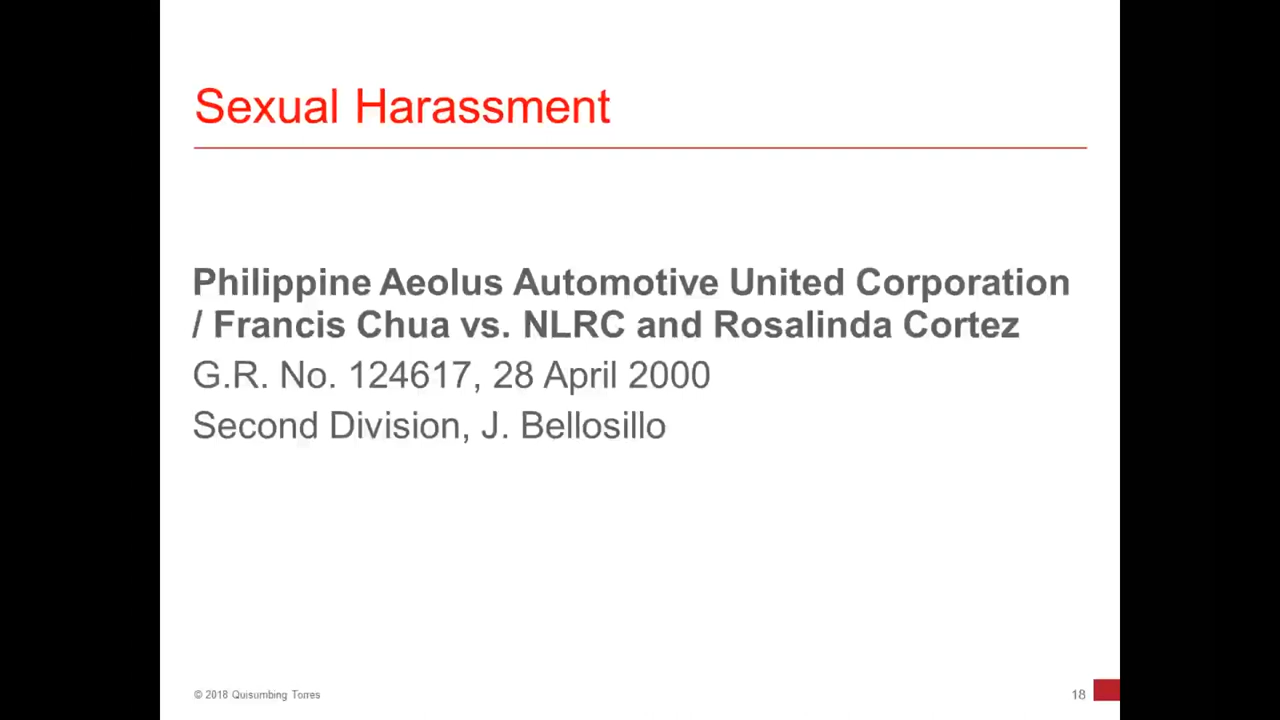 Sexual Harassment
Philippine Aeolus Automotive United Corporation
/ Francis Chua vs. NLRC and Rosalinda Cortez
G.R. No. 124617, 28 April 2000
Second Division, J. Bellosillo
© 2018 Quisumbing Torres
18